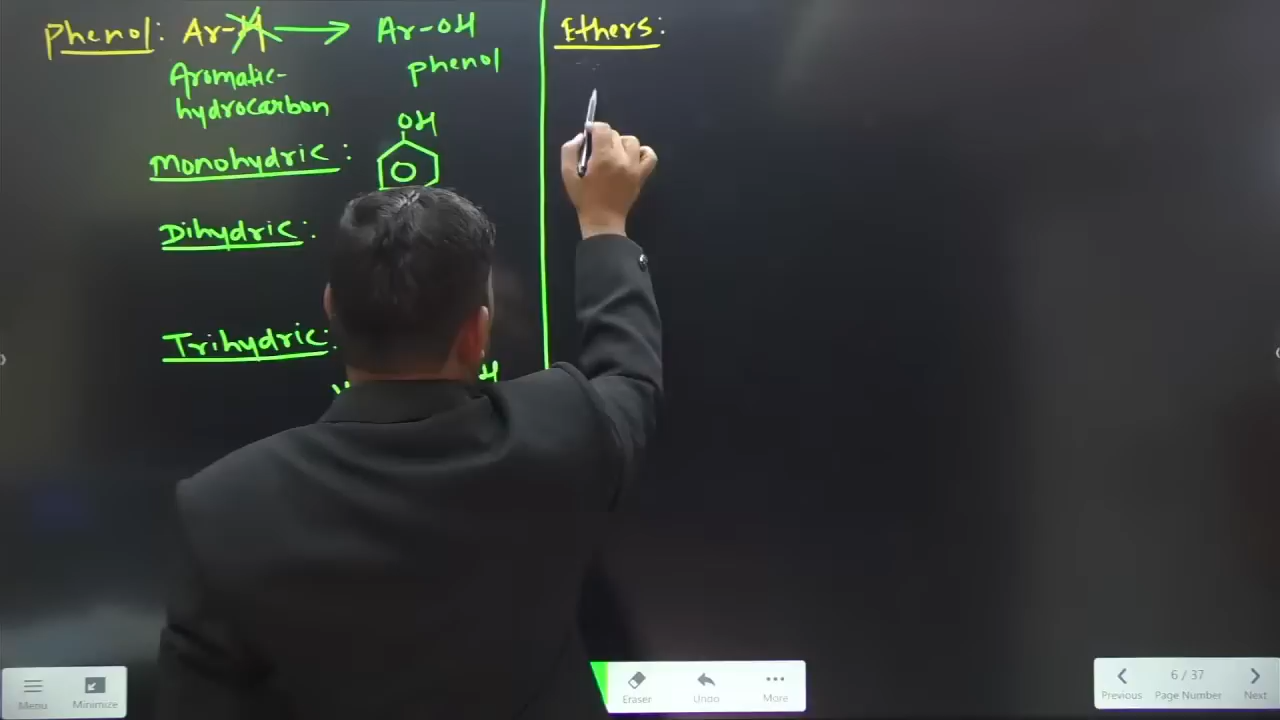 Phenol: Ar-H → Ar-OH
Aromatic-
hydrocarbon
phenol
OH
Monohydric:
Dihydric:
Trihydric:
H
Ethers:
Menu
Minimize
Eraser
Undo
More
Previous
6 / 37
Page Number
Next